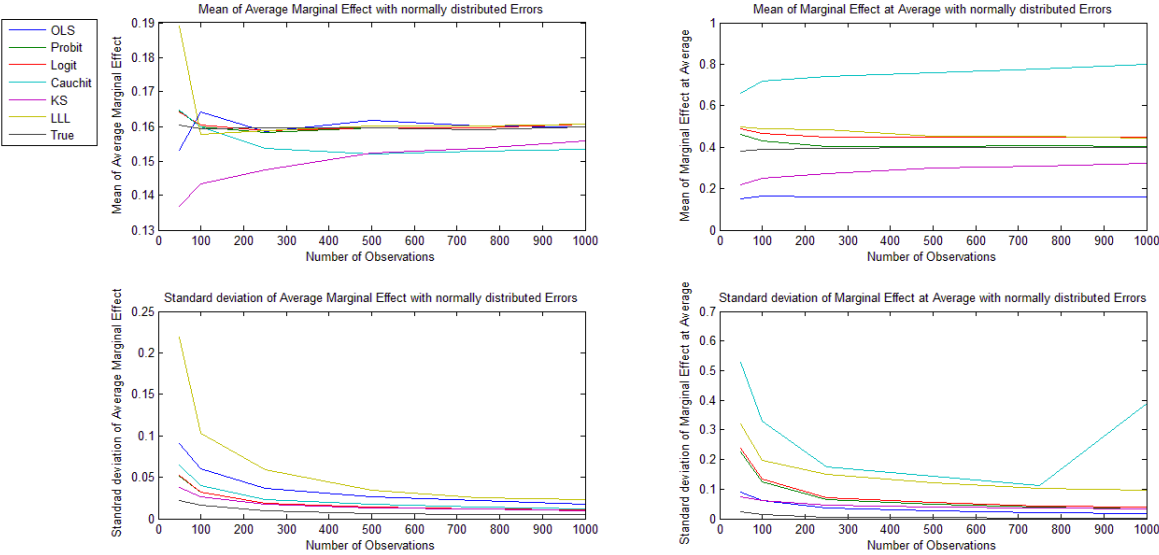 OLS
Probit
Logit
Cauchit
KS
LLL
True
Mean of Average Marginal Effect with normally distributed Errors
Mean of Average Marginal Effect
0.19
0.18
0.17
0.16
0.15
0.14
0.13
0 100 200 300 400 500 600 700 800 900 1000
Number of Observations
Mean of Marginal Effect at Average with normally distributed Errors
Mean of Marginal Effect at Average
1
0.8
0.6
0.4
0.2
0
0 100 200 300 400 500 600 700 800 900 1000
Number of Observations
Standard deviation of Average Marginal Effect with normally distributed Errors
Standard deviation of Average Marginal Effect
0.25
0.2
0.15
0.1
0.05
0
0 100 200 300 400 500 600 700 800 900 1000
Number of Observations
Standard deviation of Marginal Effect at Average with normally distributed Errors
Standard deviation of Marginal Effect at Average
0.7
0.6
0.5
0.4
0.3
0.2
0.1
0
0 100 200 300 400 500 600 700 800 900 1000
Number of Observations